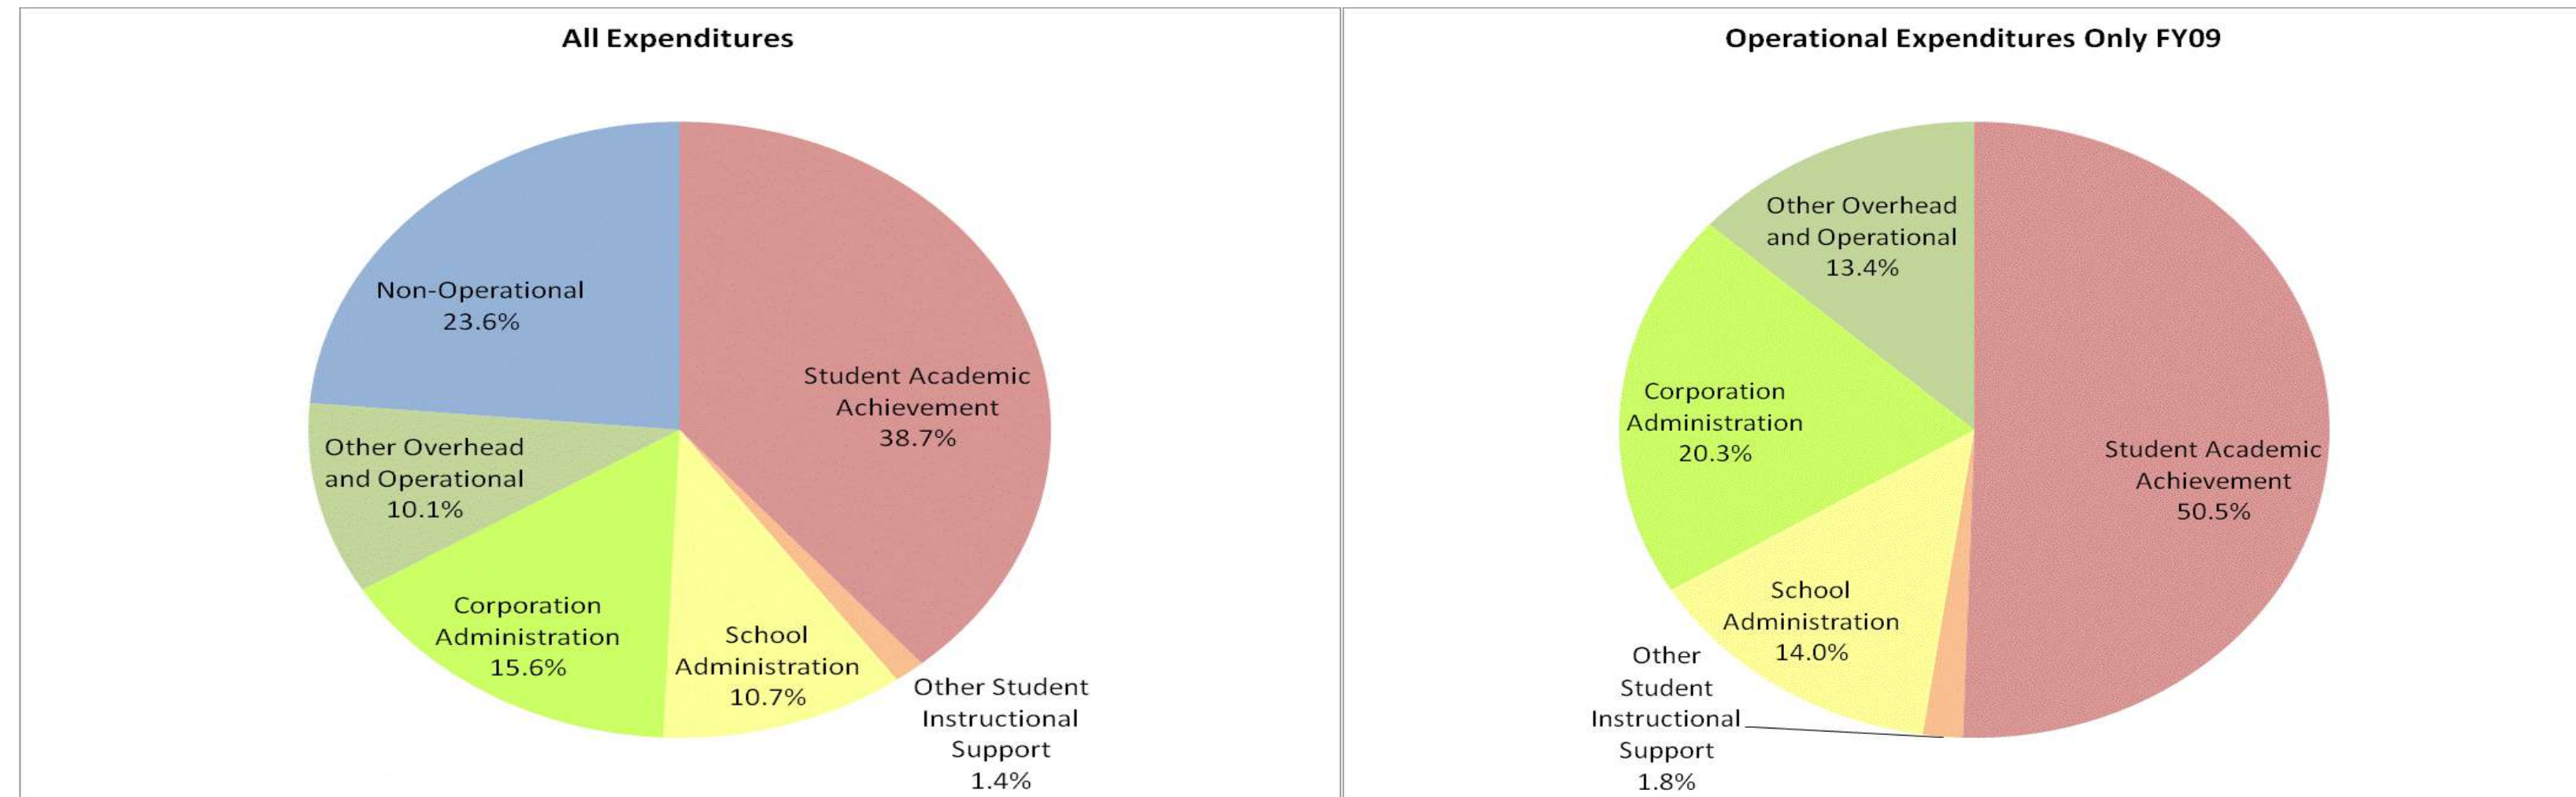 All Expenditures
Non-Operational
23.6%
Student Academic
Achievement
38.7%
Other Overhead
and Operational
10.1%
Corporation
Administration
15.6%
School
Administration
10.7%
Other Student
Instructional
Support
1.4%
Operational Expenditures Only FY09
Other Overhead
and Operational
13.4%
Corporation
Administration
20.3%
Student Academic
Achievement
50.5%
School
Administration
14.0%
Other
Student
Instructional
Support
1.8%